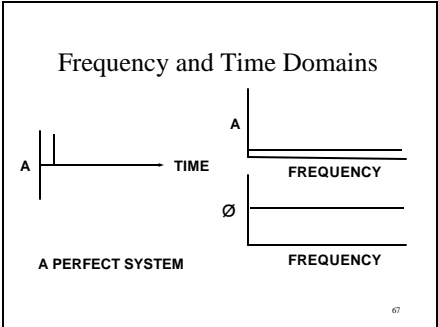 Frequency and Time Domains
A
A
TIME
FREQUENCY
Ø
A PERFECT SYSTEM
FREQUENCY
67